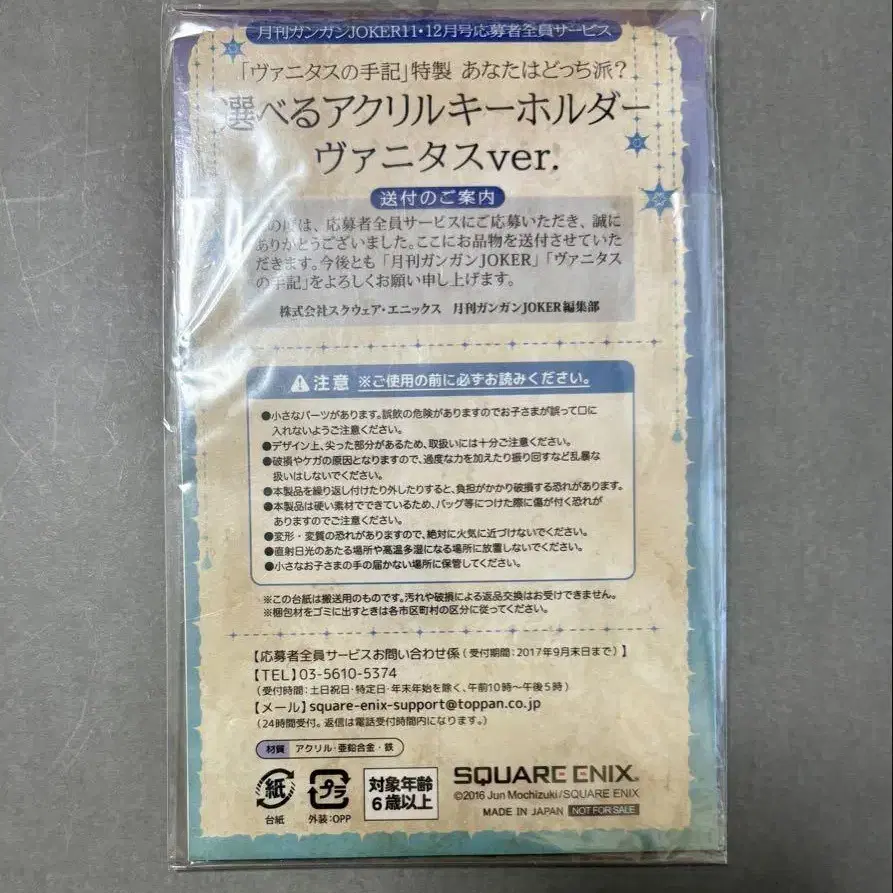 月刊ガンガンJOKER11・12月号応募者全員サービス
「ヴァニタスの手記」特製 あなたはどっち派？
選べるアクリルキーホルダー
ヴァニタスver.
送付のご案内
の度は、応募者全員サービスにご応募いただき、誠に
ありがとうございました。ここにお品物を送付させていた
だきます。今後とも「月刊ガンガンJOKER」「ヴァニタス
の手記」をよろしくお願い申し上げます。
株式会社スクウェア・エニックス 月刊ガンガンJOKER編集部
注意 ※ご使用の前に必ずお読みください。
●小さなパーツがあります。誤飲の危険がありますのでお子さまが誤って口に
入れないようご注意ください。
●デザイン上、尖った部分があるため、取扱いには十分ご注意ください。
●破損やケガの原因となりますので、過度な力を加えたり振り回すなど乱暴な
扱いはしないでください。
●本製品を繰り返し付けたり外したりすると、負担がかかり破損する恐れがあります。
●本製品は硬い素材でできているため、バッグ等につけた際に傷が付く恐れが
ありますのでご注意ください。
●変形・変質の恐れがありますので、絶対に火気に近づけないでください。
●直射日光のあたる場所や高温多湿になる場所に放置しないでください。
●小さなお子さまの手の届かない場所に保管してください。
※この台紙は搬送用のものです。汚れや破損による返品交換はお受けできません。
※梱包材をゴミに出すときは各市区町村の区分に従ってください。
【応募者全員サービスお問い合わせ係（受付期間：2017年9月末日まで）】
【TEL】03-5610-5374
（受付時間：土日祝日・特定日・年末年始を除く、午前10時～午後5時）
【メール】square-enix-support@toppan.co.jp
（24時間受付。返信は電話受付時間内になります。）
材質 アクリル・亜鉛合金・鉄
紙
台紙
プラ
外装：OPP
対象年齢
6歳以上
SQUARE ENIX.
©2016 Jun Mochizuki/SQUARE ENIX
MADE IN JAPAN NOT FOR SALE